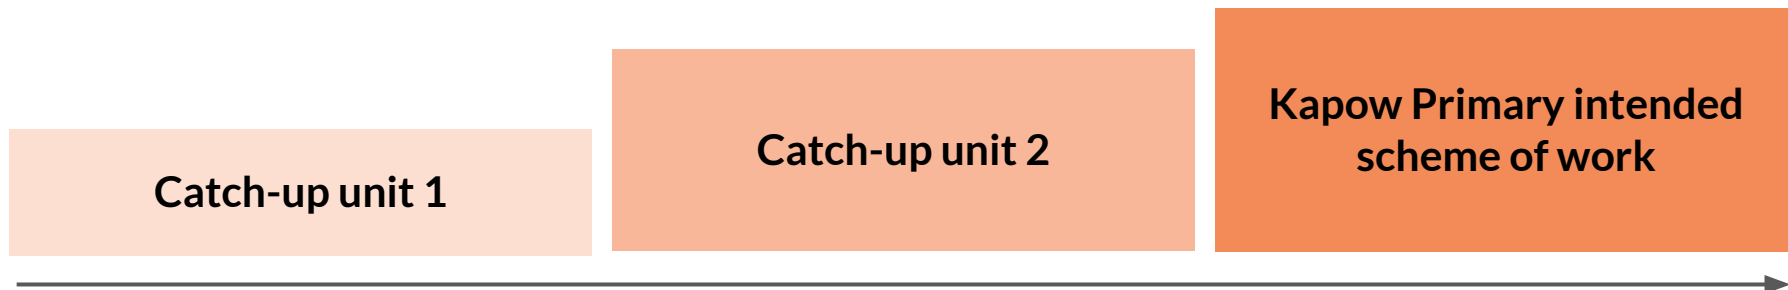 Catch-up unit 1
Catch-up unit 2
Kapow Primary intended
scheme of work